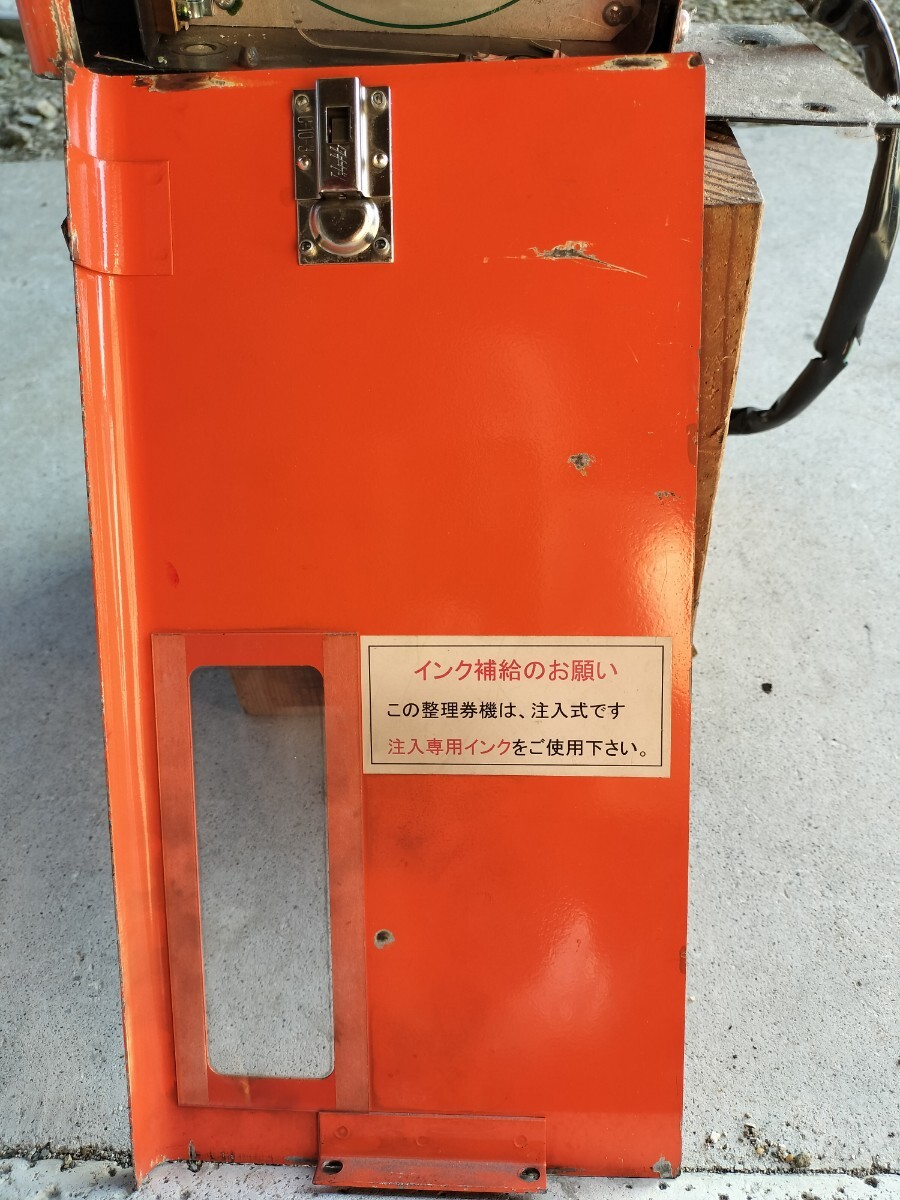 インク補給のお願い
この整理券機は、注入式です
注入専用インクをご使用下さい。